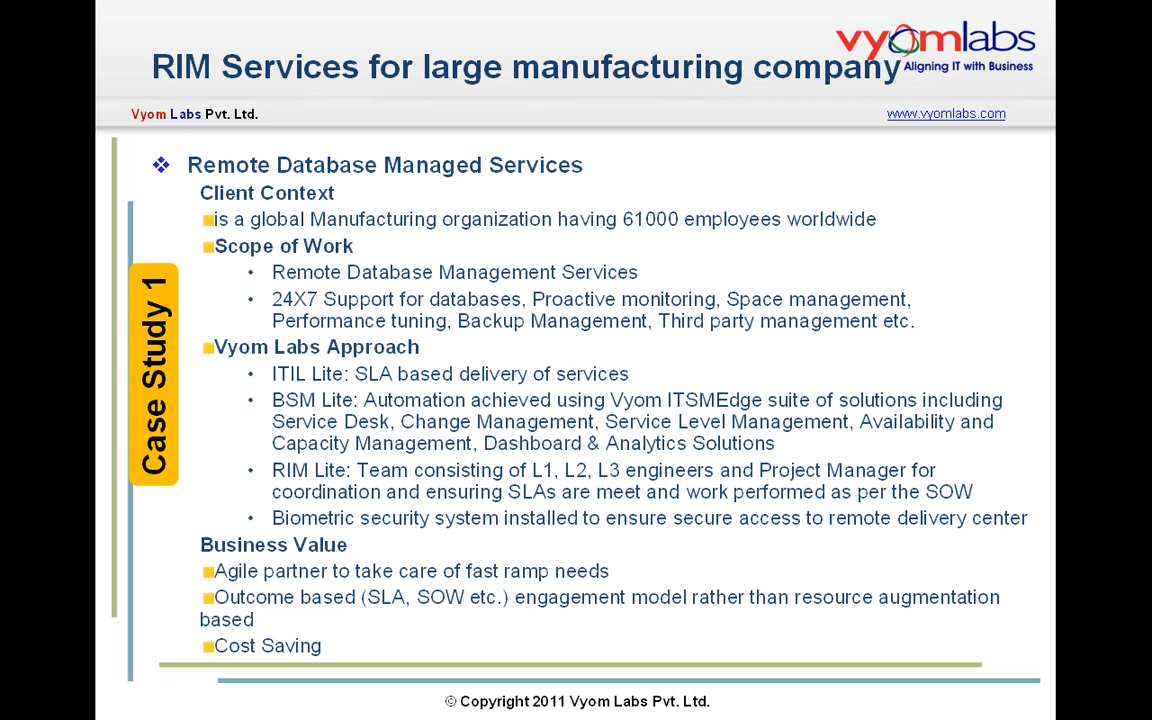 vyomlabs
RIM Services for large manufacturing company
Aligning IT with Business
Vyom Labs Pvt. Ltd.
www.vyomlabs.com
Case Study 1
Remote Database Managed Services
Client Context
is a global Manufacturing organization having 61000 employees worldwide
Scope of Work
• Remote Database Management Services
• 24X7 Support for databases, Proactive monitoring, Space management,
Performance tuning, Backup Management, Third party management etc.
Vyom Labs Approach
• ITIL Lite: SLA based delivery of services
• BSM Lite: Automation achieved using Vyom ITSMEdge suite of solutions including
Service Desk, Change Management, Service Level Management, Availability and
Capacity Management, Dashboard & Analytics Solutions
• RIM Lite: Team consisting of L1, L2, L3 engineers and Project Manager for
coordination and ensuring SLAs are meet and work performed as per the SOW
• Biometric security system installed to ensure secure access to remote delivery center
Business Value
Agile partner to take care of fast ramp needs
Outcome based (SLA, SOW etc.) engagement model rather than resource augmentation
based
Cost Saving
© Copyright 2011 Vyom Labs Pvt. Ltd.